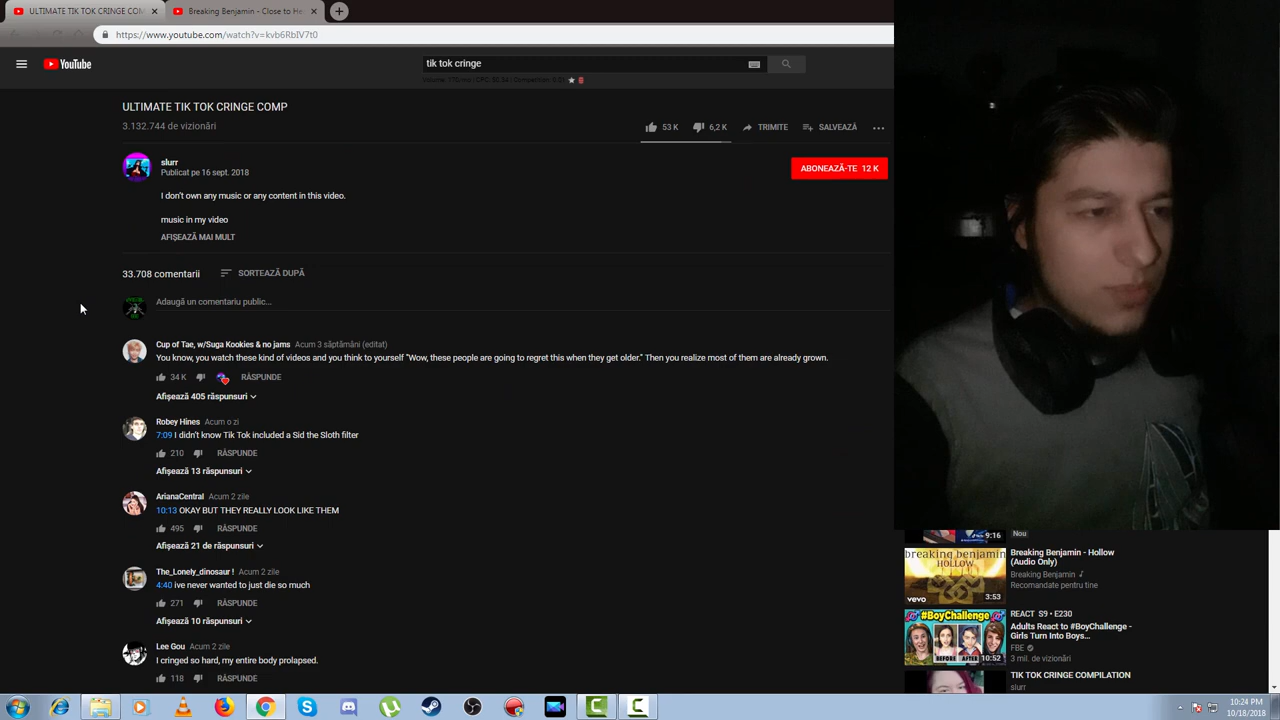 ULTIMATE TIK TOK CRINGE COM
Breaking Benjamin - Close to He
https://www.youtube.com/watch?v=kvb6RbIV7t0
YouTube
tik tok cringe
ULTIMATE TIK TOK CRINGE COMP
3.132.744 de vizionări
53 K
6,2 K
TRIMITE
SALVEAZĂ
slurr
Publicat pe 16 sept. 2018
ABONEAZĂ-TE 12 K
I don't own any music or any content in this video.
music in my video
AFIȘEAZĂ MAI MULT
33.708 comentarii
SORTEAZĂ DUPĂ
Adaugă un comentariu public...
Cup of Tae, w/Suga Kookies & no jams Acum 3 săptămâni (editat)
You know, you watch these kind of videos and you think to yourself "Wow, these people are going to regret this when they get older." Then you realize most of them are already grown.
34 K RĂSPUNDE
Afișează 405 răspunsuri
Robey Hines Acum o zi
7:09 I didn't know Tik Tok included a Sid the Sloth filter
210 RĂSPUNDE
Afișează 13 răspunsuri
ArianaCentral Acum 2 zile
10:13 OKAY BUT THEY REALLY LOOK LIKE THEM
495 RĂSPUNDE
Afișează 21 de răspunsuri
The_Lonely_dinosaur ! Acum 2 zile
4:40 ive never wanted to just die so much
271 RĂSPUNDE
Afișează 10 răspunsuri
Lee Gou Acum 2 zile
I cringed so hard, my entire body prolapsed.
118 RĂSPUNDE
9:16
Nou
breaking benjamin
HOLLOW
vevo
3:53
Breaking Benjamin - Hollow
(Audio Only)
Breaking Benjamin
Recomandate pentru tine
#BoyChallenge
BEFORE AFTER
10:52
REACT S9 • E230
Adults React to #BoyChallenge -
Girls Turn Into Boys...
FBE
3 mil. de vizionări
TIK TOK CRINGE COMPILATION
slurr
10:24 PM
10/18/2018